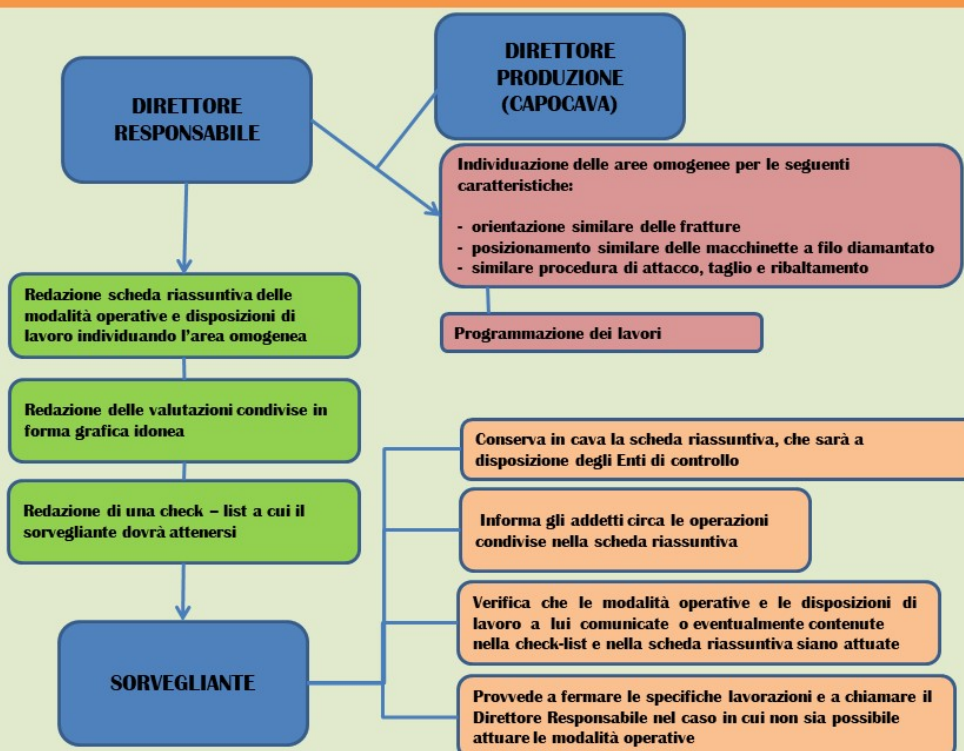 DIRETTORE
RESPONSABILE
DIRETTORE
PRODUZIONE
(CAPOCAVA)
Individuazione delle aree omogenee per le seguenti
caratteristiche:
- orientazione similare delle fratture
- posizionamento similare delle macchinette a filo diamantato
- similare procedura di attacco, taglio e ribaltamento
Programmazione dei lavori
Redazione scheda riassuntiva delle
modalità operative e disposizioni di
lavoro individuando l'area omogenea
Redazione delle valutazioni condivise in
forma grafica idonea
Redazione di una check – list a cui il
sorvegliante dovrà attenersi
SORVEGLIANTE
Conserva in cava la scheda riassuntiva, che sarà a
disposizione degli Enti di controllo
Informa gli addetti circa le operazioni
condivise nella scheda riassuntiva
Verifica che le modalità operative e le disposizioni di
lavoro a lui comunicate o eventualmente contenute
nella check-list e nella scheda riassuntiva siano attuate
Provvede a fermare le specifiche lavorazioni e a chiamare il
Direttore Responsabile nel caso in cui non sia possibile
attuare le modalità operative